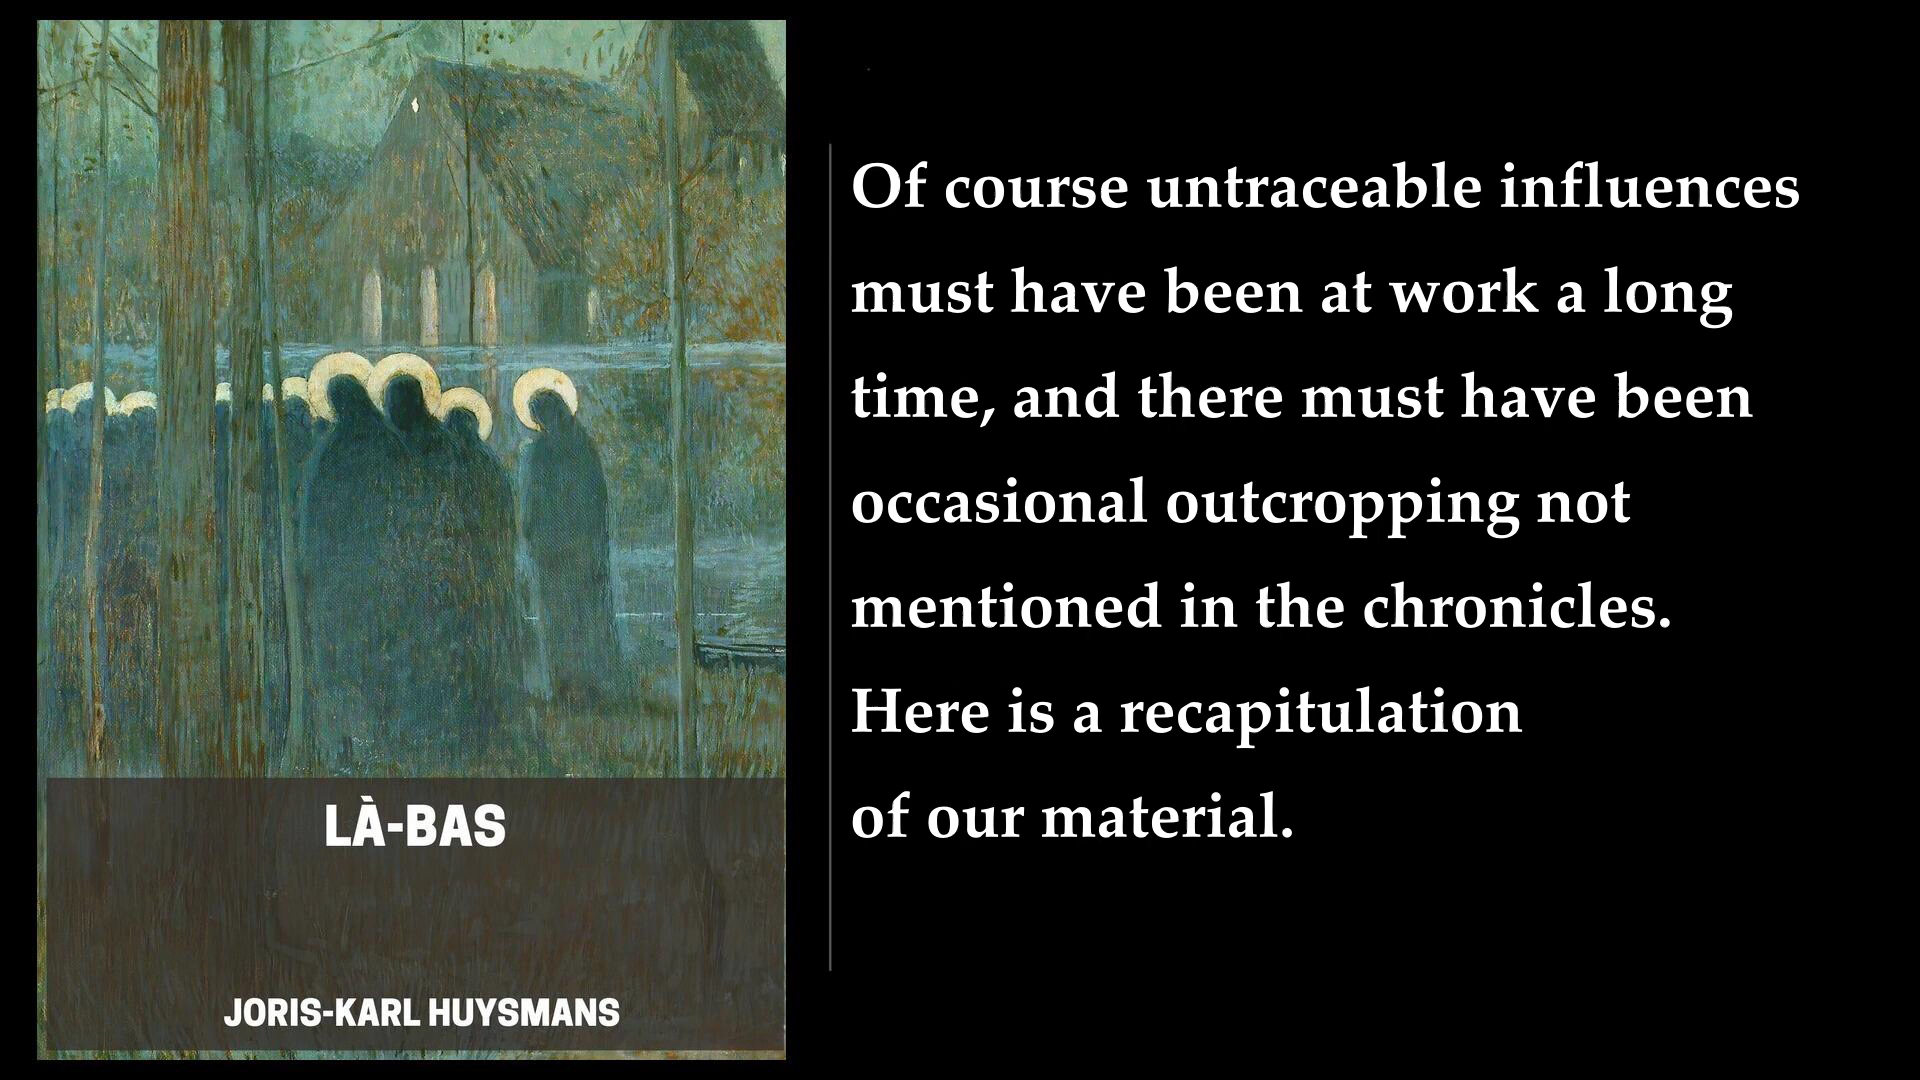 LÀ-BAS
JORIS-KARL HUYSMANS
Of course untraceable influences
must have been at work a long
time, and there must have been
occasional outcropping not
mentioned in the chronicles.
Here is a recapitulation
of our material.